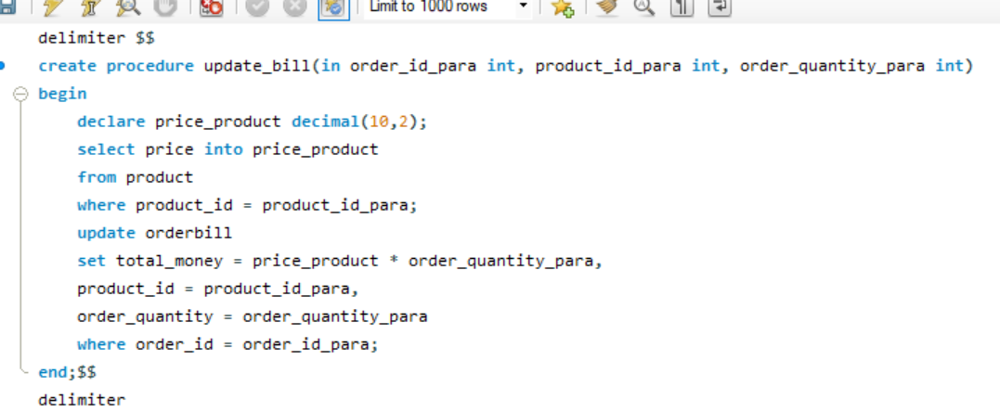 Limit to 1000 rows
delimiter $$
create procedure update_bill(in order_id_para int, product_id_para int, order_quantity_para int)
begin
    declare price_product decimal(10,2);
    select price into price_product
    from product
    where product_id = product_id_para;
    update orderbill
    set total_money = price_product * order_quantity_para,
    product_id = product_id_para,
    order_quantity = order_quantity_para
    where order_id = order_id_para;
end;$$
delimiter